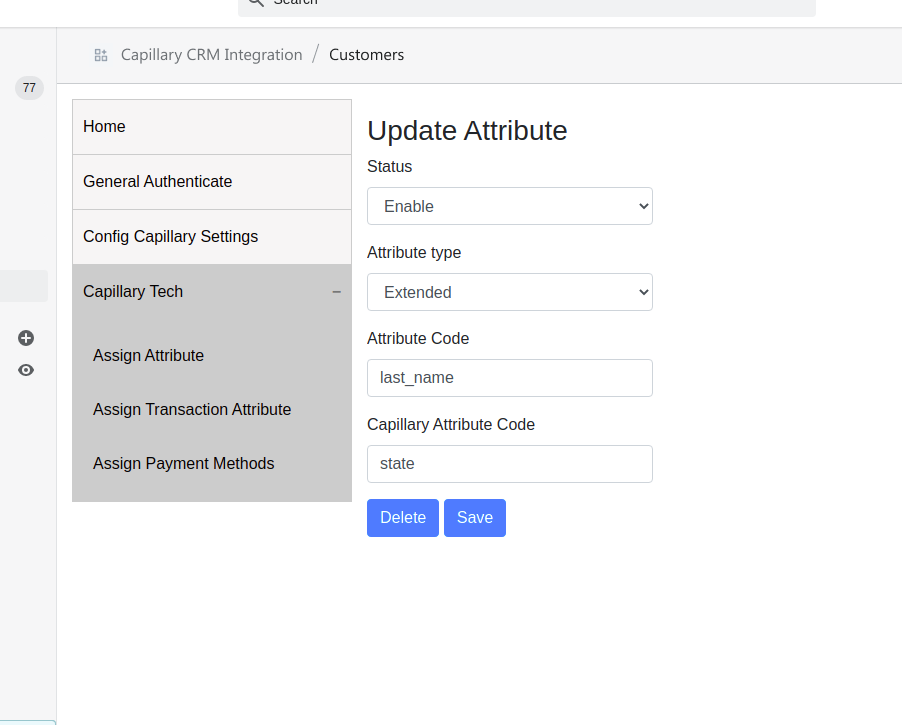 Search
Capillary CRM Integration / Customers
77
Home
General Authenticate
Config Capillary Settings
Capillary Tech −
Assign Attribute
Assign Transaction Attribute
Assign Payment Methods
Update Attribute
Status
Enable
Attribute type
Extended
Attribute Code
last_name
Capillary Attribute Code
state
Delete Save